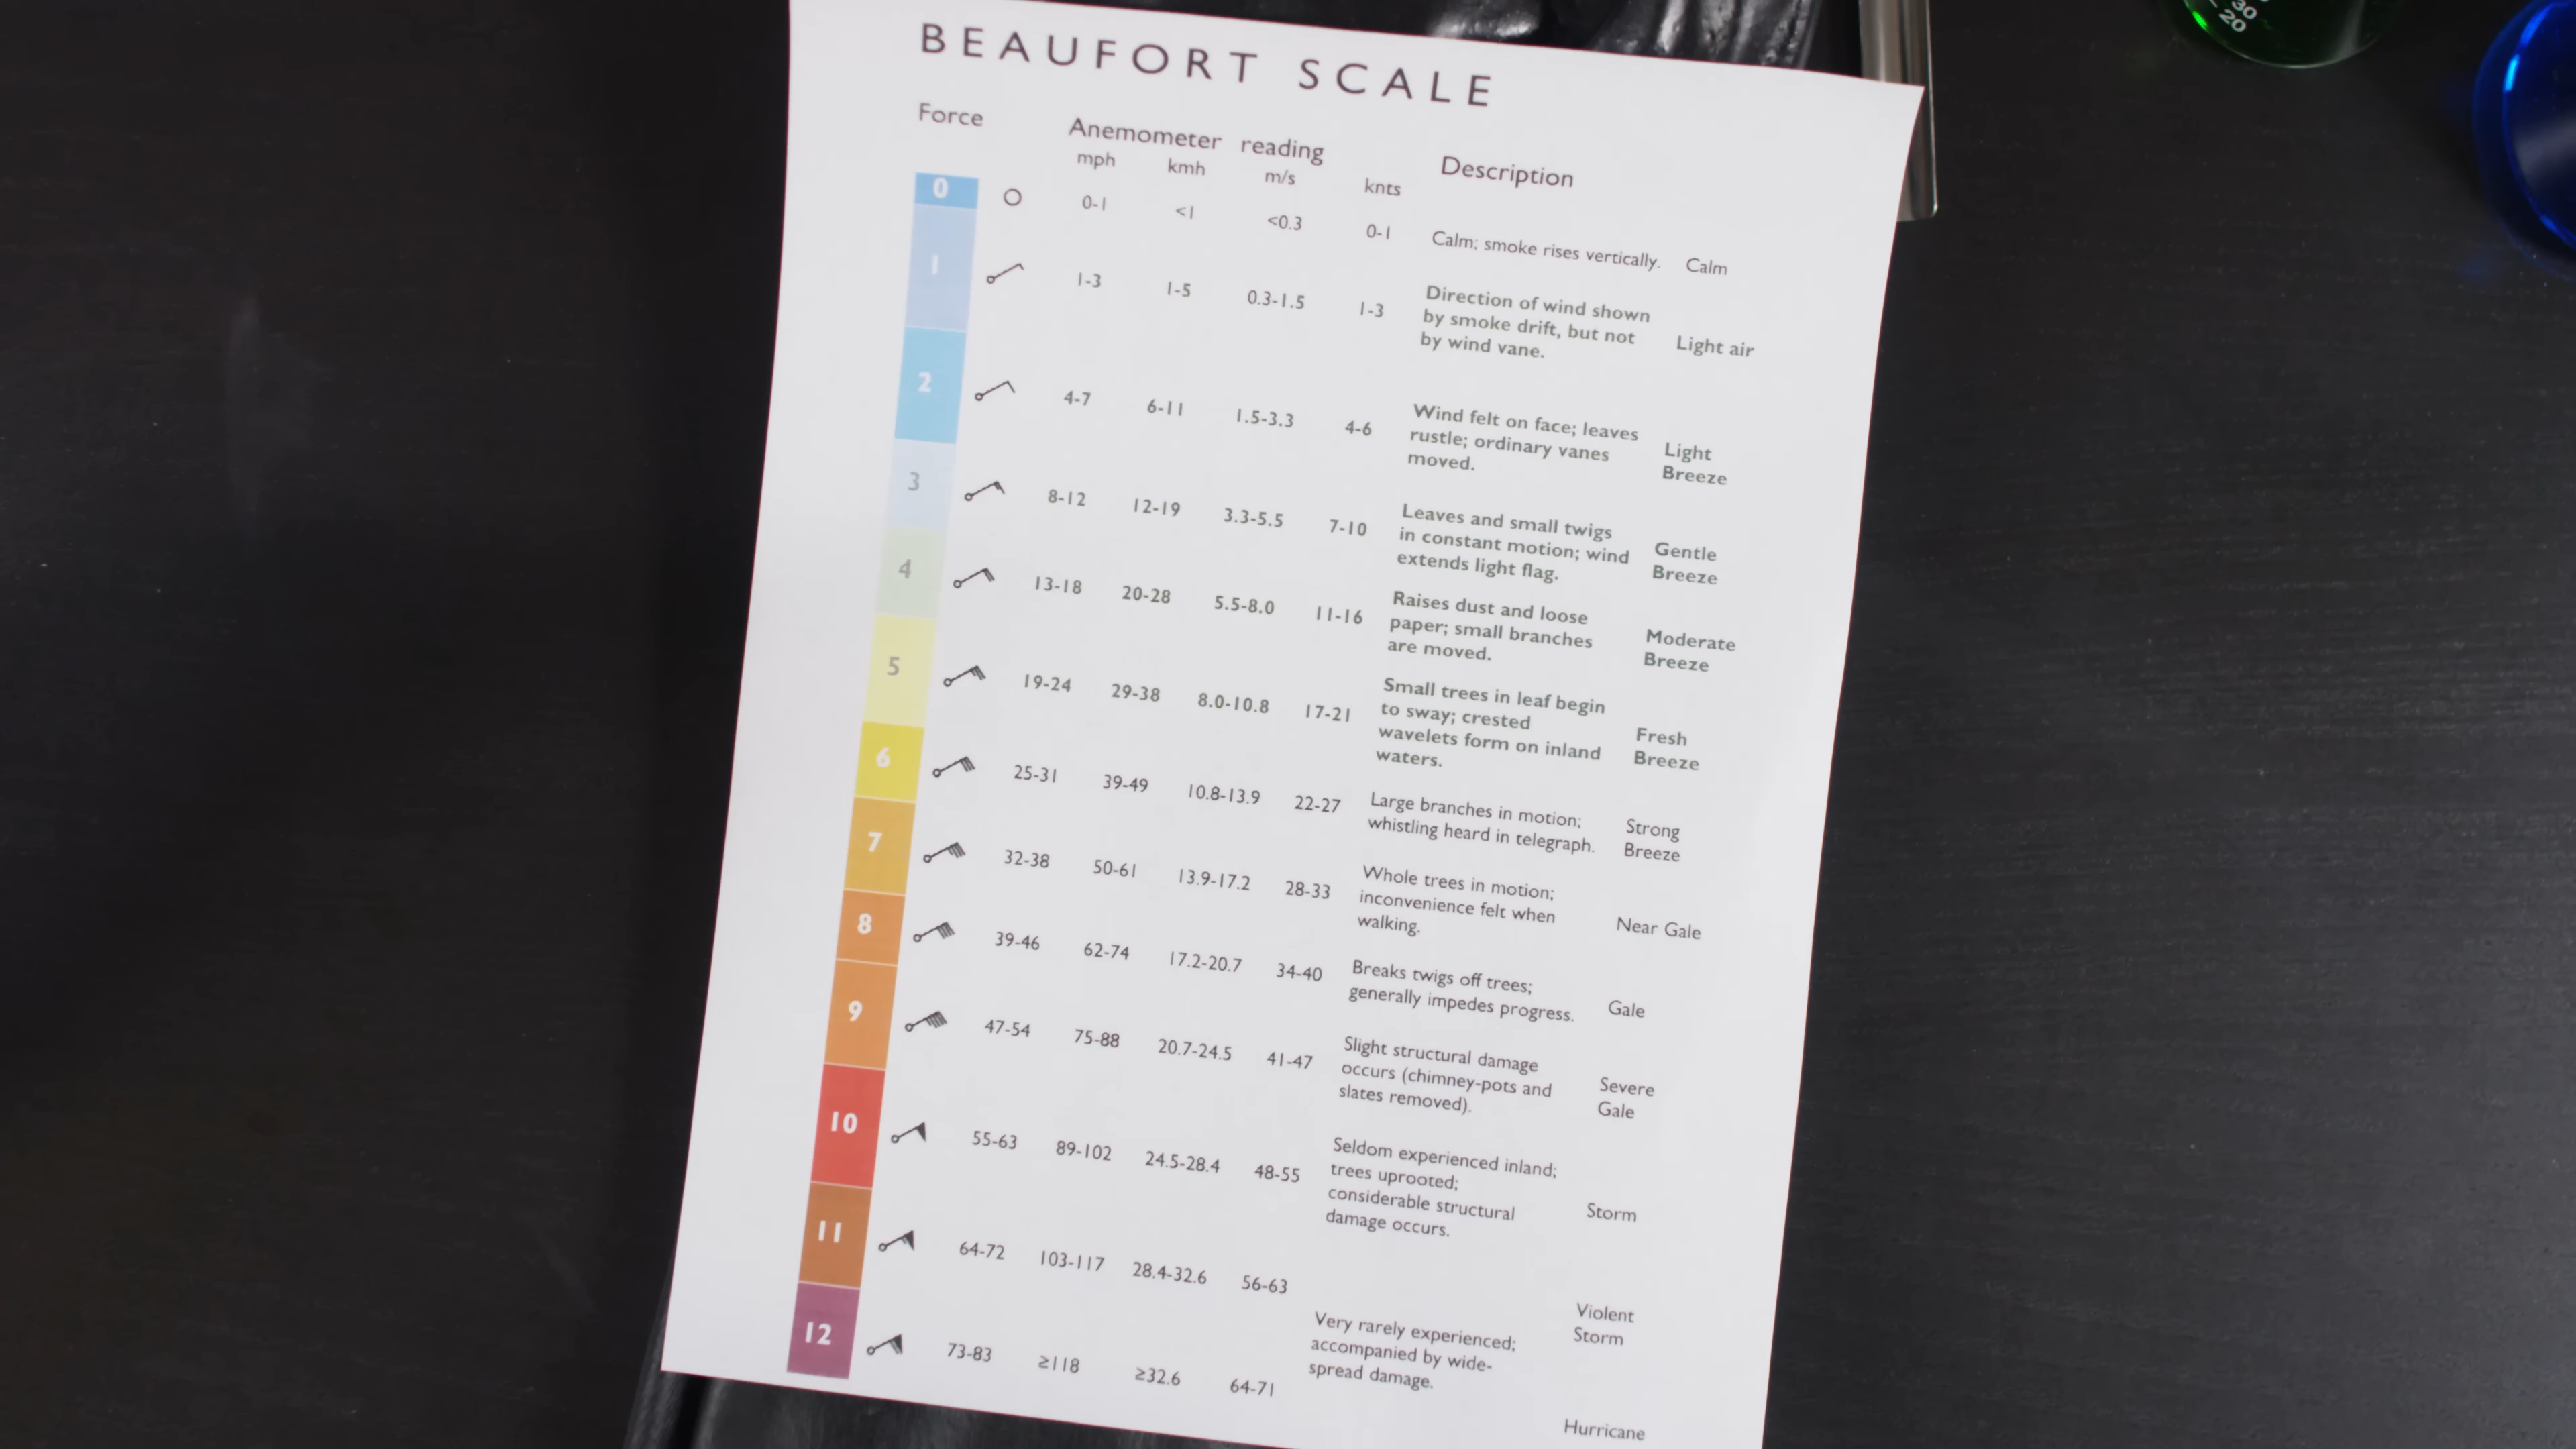 BEAUFORT SCALE
Force Anemometer reading Description
mph kmh m/s knts
0 0-1 <1 <0.3 0-1 Calm; smoke rises vertically. Calm
1 1-3 1-5 0.3-1.5 1-3 Direction of wind shown
by smoke drift, but not
by wind vane.
Light air
2 4-7 6-11 1.5-3.3 4-6 Wind felt on face; leaves
rustle; ordinary vanes
moved.
Light
Breeze
3 8-12 12-19 3.3-5.5 7-10 Leaves and small twigs
in constant motion; wind
extends light flag.
Gentle
Breeze
4 13-18 20-28 5.5-8.0 11-16 Raises dust and loose
paper; small branches
are moved.
Moderate
Breeze
5 19-24 29-38 8.0-10.8 17-21 Small trees in leaf begin
to sway; crested
wavelets form on inland
waters.
Fresh
Breeze
6 25-31 39-49 10.8-13.9 22-27 Large branches in motion;
whistling heard in telegraph.
Strong
Breeze
7 32-38 50-61 13.9-17.2 28-33 Whole trees in motion;
inconvenience felt when
walking.
Near Gale
8 39-46 62-74 17.2-20.7 34-40 Breaks twigs off trees;
generally impedes progress.
Gale
9 47-54 75-88 20.7-24.5 41-47 Slight structural damage
occurs (chimney-pots and
slates removed).
Severe
Gale
10 55-63 89-102 24.5-28.4 48-55 Seldom experienced inland;
trees uprooted;
considerable structural
damage occurs.
Storm
11 64-72 103-117 28.4-32.6 56-63 Very rarely experienced;
accompanied by wide-
spread damage.
Violent
Storm
12 73-83 ≥118 ≥32.6 64-71
Hurricane
30
20